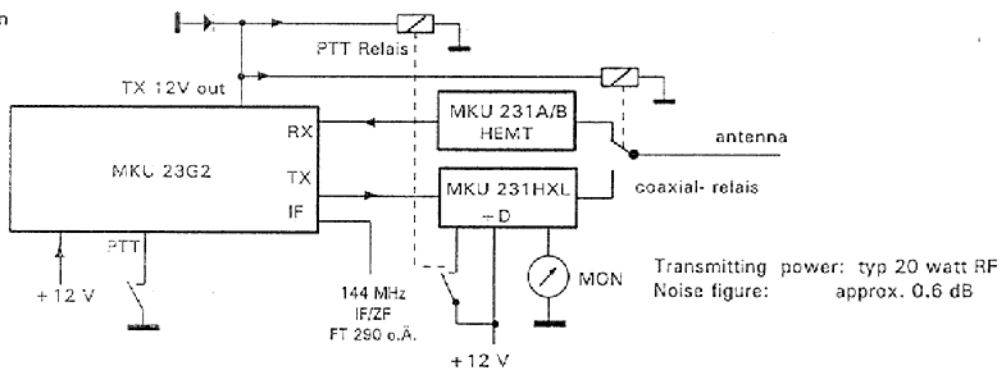 n
PTT Relais
TX 12V out
RX
MKU 231A/B
HEMT
antenna
MKU 23G2
TX
MKU 231HXL
coaxial- relais
IF
+D
PTT
+12 V
144 MHz
IF/ZF
FT 290 o.Ä.
MON
Transmitting power: typ 20 watt RF
Noise figure: approx. 0.6 dB
+12 V